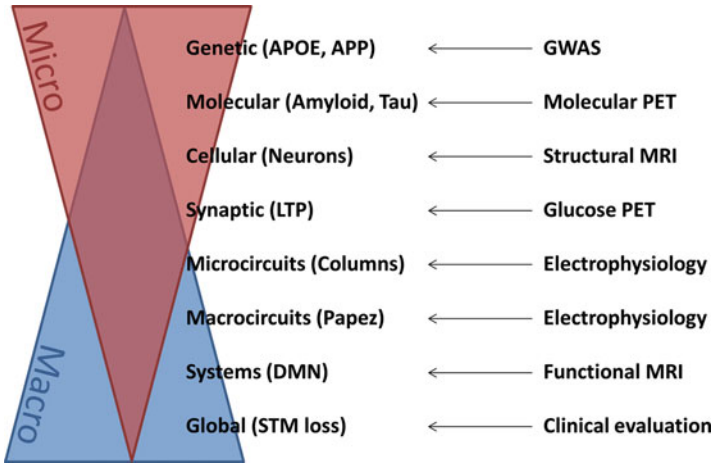 Micro
Genetic (APOE, APP) GWAS
Molecular (Amyloid, Tau) Molecular PET
Cellular (Neurons) Structural MRI
Synaptic (LTP) Glucose PET
Microcircuits (Columns) Electrophysiology
Macrocircuits (Papez) Electrophysiology
Systems (DMN) Functional MRI
Global (STM loss) Clinical evaluation
Macro